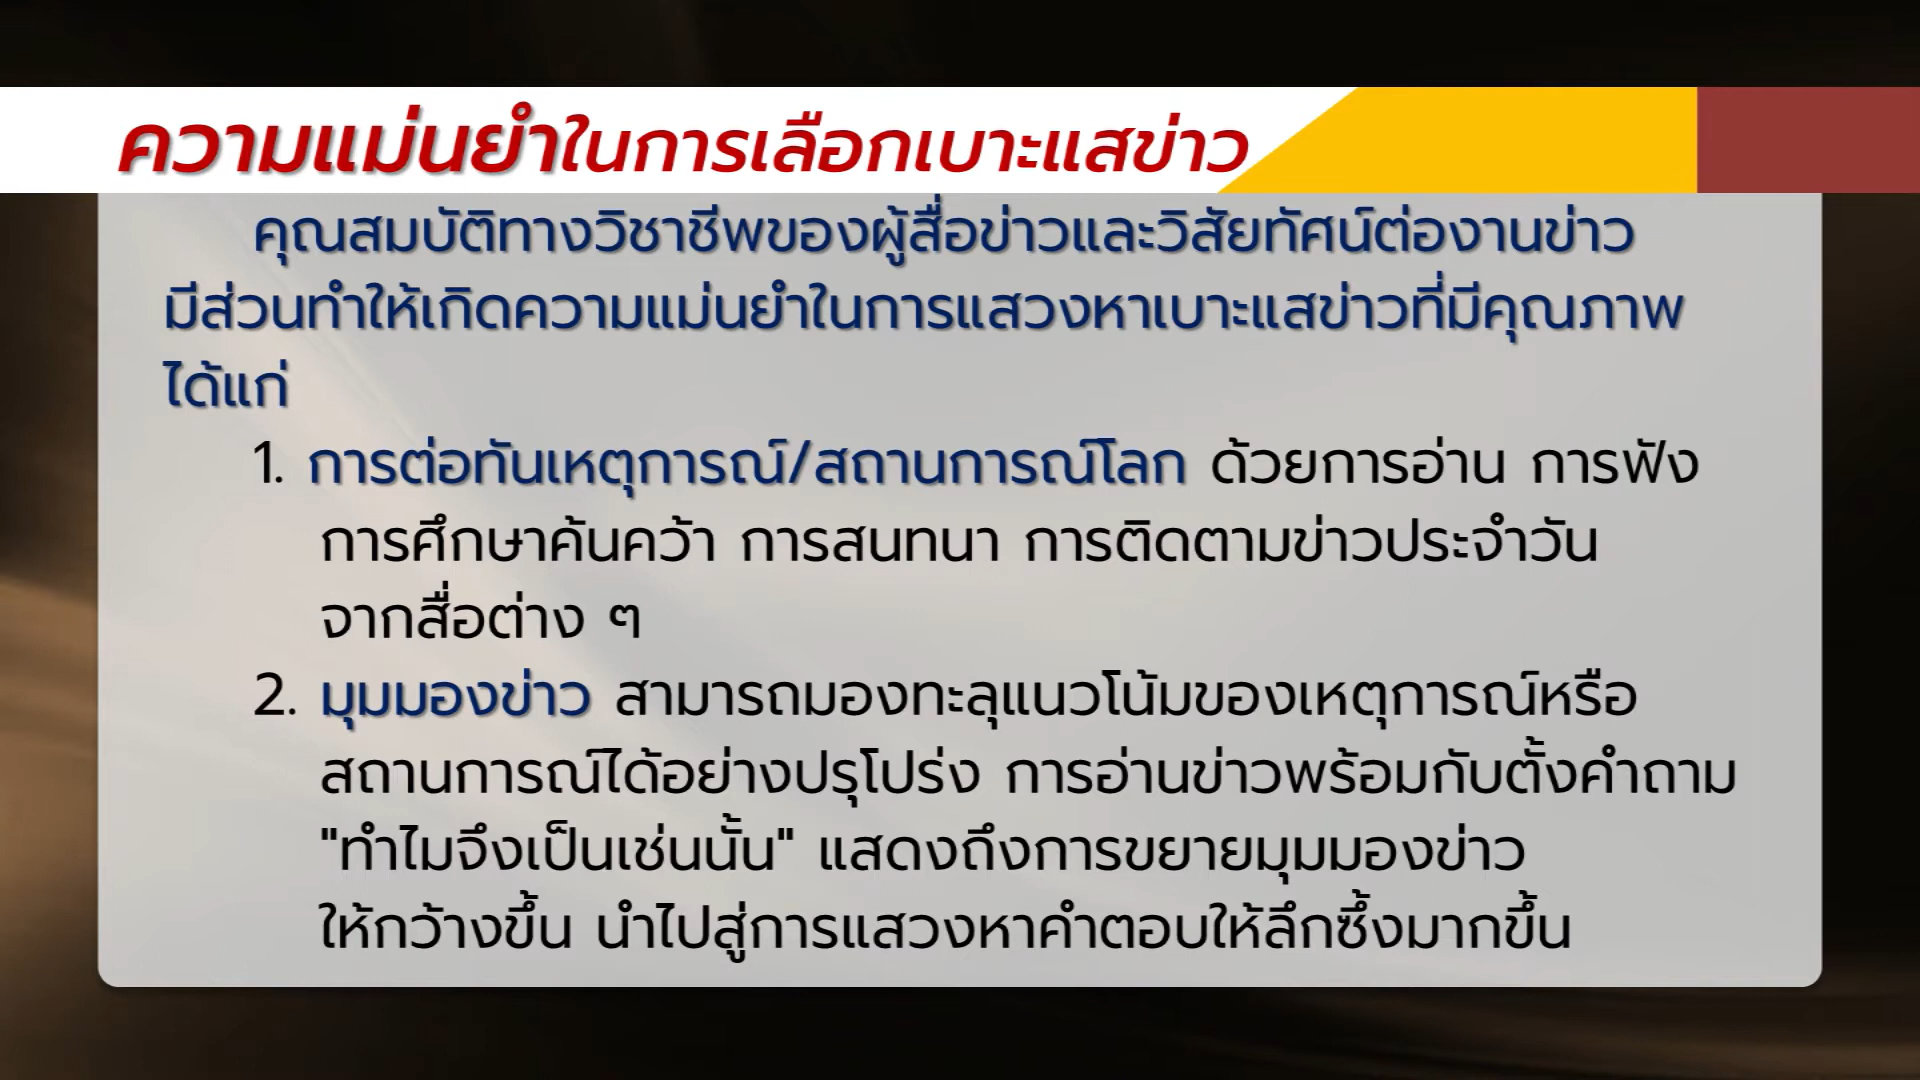 ความแม่นยำในการเลือกเบาะแสข่าว
คุณสมบัติทางวิชาชีพของผู้สื่อข่าวและวิสัยทัศน์ต่องานข่าว
มีส่วนทำให้เกิดความแม่นยำในการแสวงหาเบาะแสข่าวที่มีคุณภาพ
ได้แก่
1. การต่อทันเหตุการณ์/สถานการณ์โลก ด้วยการอ่าน การฟัง
การศึกษาค้นคว้า การสนทนา การติดตามข่าวประจำวัน
จากสื่อต่าง ๆ
2. มุมมองข่าว สามารถมองทะลุแนวโน้มของเหตุการณ์หรือ
สถานการณ์ได้อย่างปรุโปร่ง การอ่านข่าวพร้อมกับตั้งคำถาม
"ทำไมจึงเป็นเช่นนั้น" แสดงถึงการขยายมุมมองข่าว
ให้กว้างขึ้น นำไปสู่การแสวงหาคำตอบให้ลึกซึ้งมากขึ้น